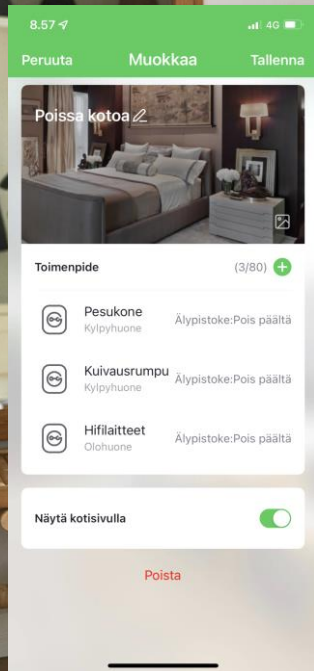 8.57 4G
Peruuta Muokkaa Tallenna
Poissa kotoa
Toimenpide (3/80)
Pesukone
Kylpyhuone Älypistoke:Pois päältä
Kuivausrumpu
Kylpyhuone Älypistoke:Pois päältä
Hifilaitteet
Olohuone Älypistoke:Pois päältä
Näytä kotisivulla
Poista